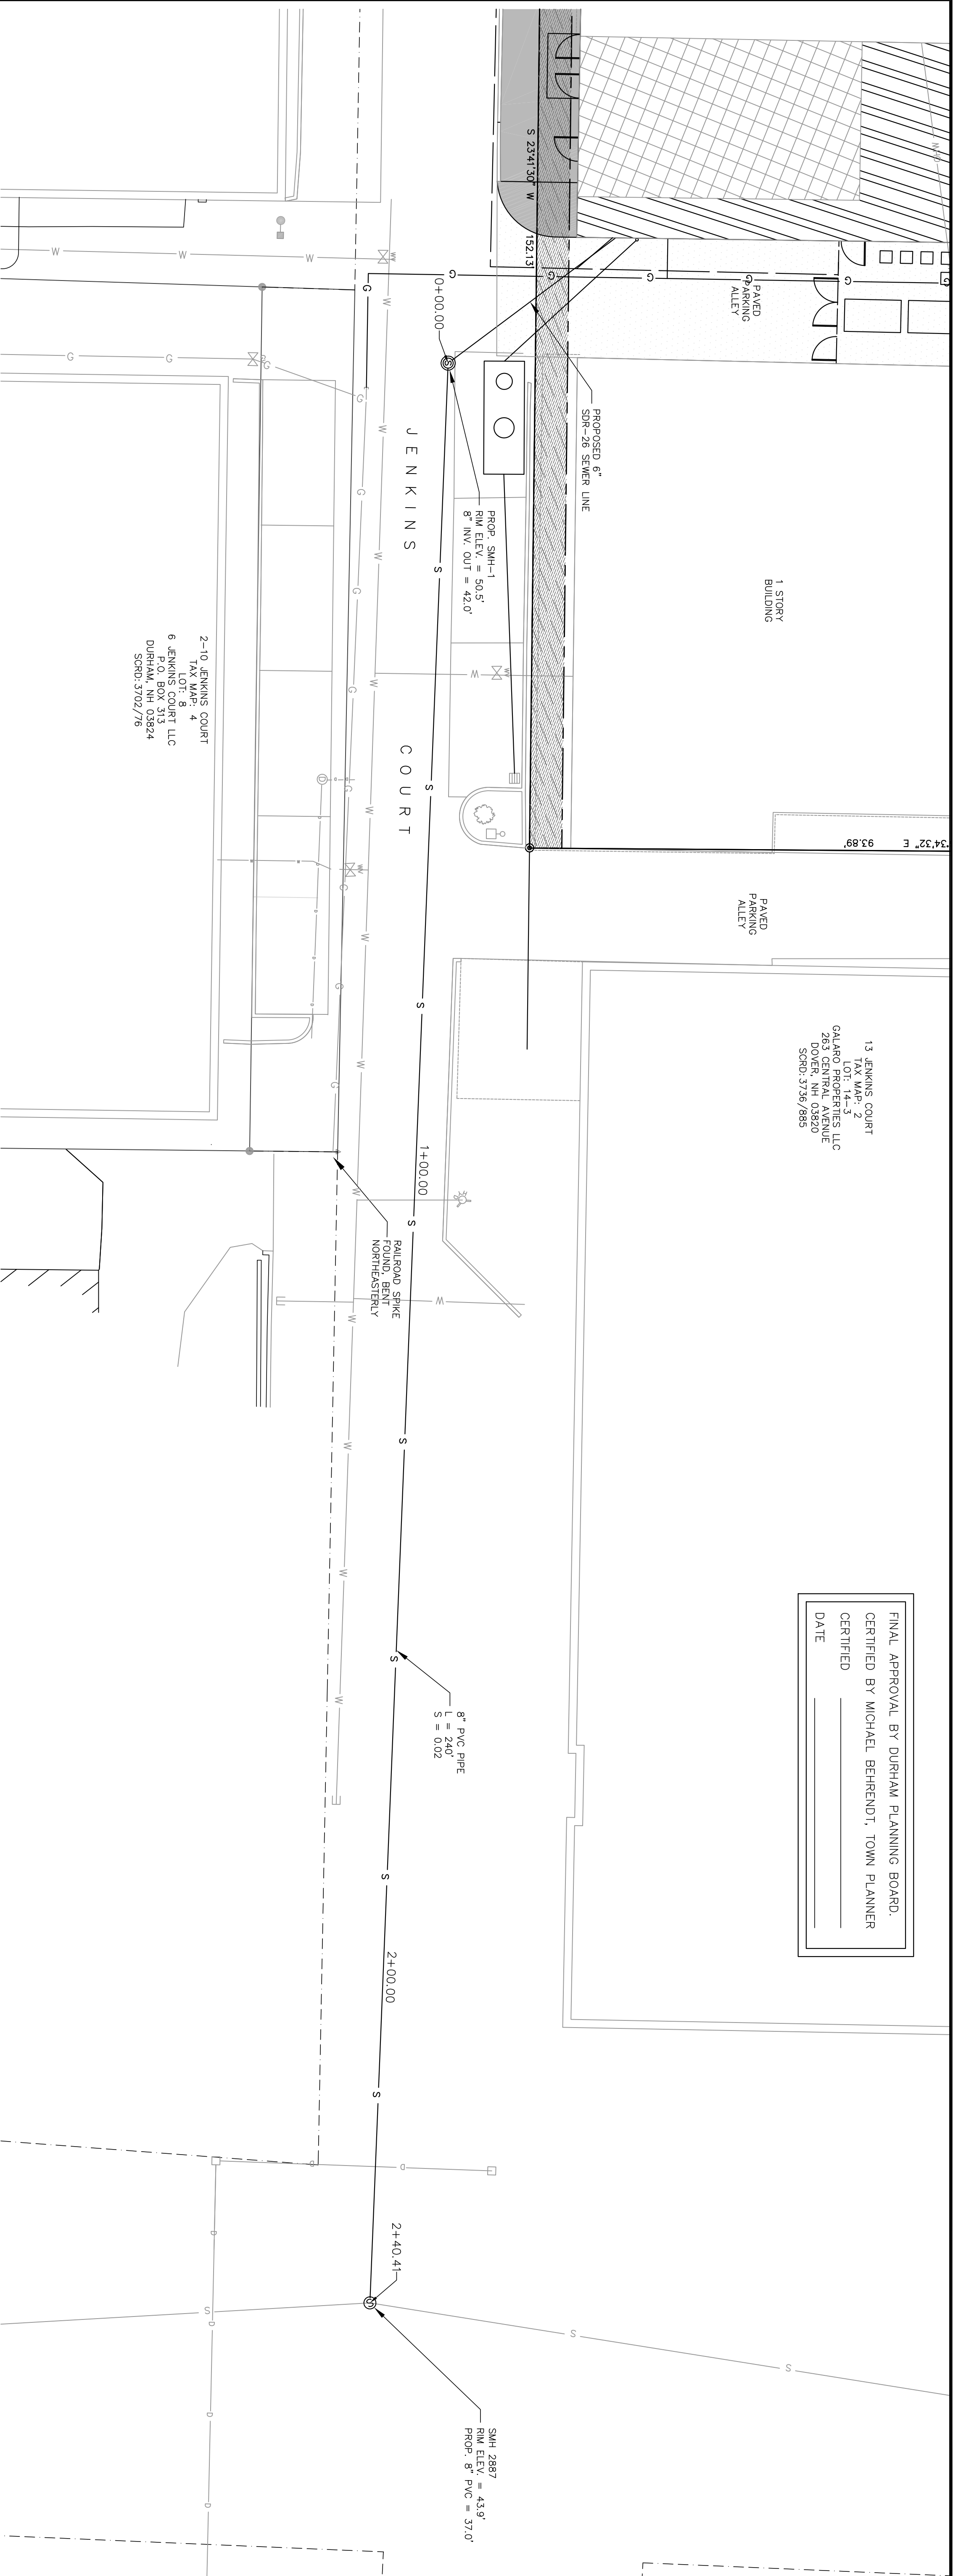 S 23°41'30" W
152.13'
PAVED
PARKING
ALLEY
0+00.00
PROPOSED 6"
SDR-26 SEWER LINE
PROP. SMH-1
RIM ELEV. = 50.5'
8" INV. OUT = 42.0'
JENKINS COURT
1 STORY
BUILDING
2-10 JENKINS COURT
TAX MAP: 4
LOT: 8
6 JENKINS COURT LLC
P.O. BOX 313
DURHAM, NH 03824
SCRD: 3702/76
34'32" E 93.89'
PAVED
PARKING
ALLEY
13 JENKINS COURT
TAX MAP: 2
LOT: 14-3
GALARO PROPERTIES LLC
263 CENTRAL AVENUE
DOVER, NH 03820
SCRD: 3736/885
1+00.00
RAILROAD SPIKE
FOUND, BENT
NORTHEASTERLY
8" PVC PIPE
L = 240'
S = 0.02
FINAL APPROVAL BY DURHAM PLANNING BOARD.
CERTIFIED BY MICHAEL BEHRENDT, TOWN PLANNER
CERTIFIED
DATE
2+00.00
2+40.41
SMH 2887
RIM ELEV. = 43.9'
PROP. 8" PVC = 37.0'